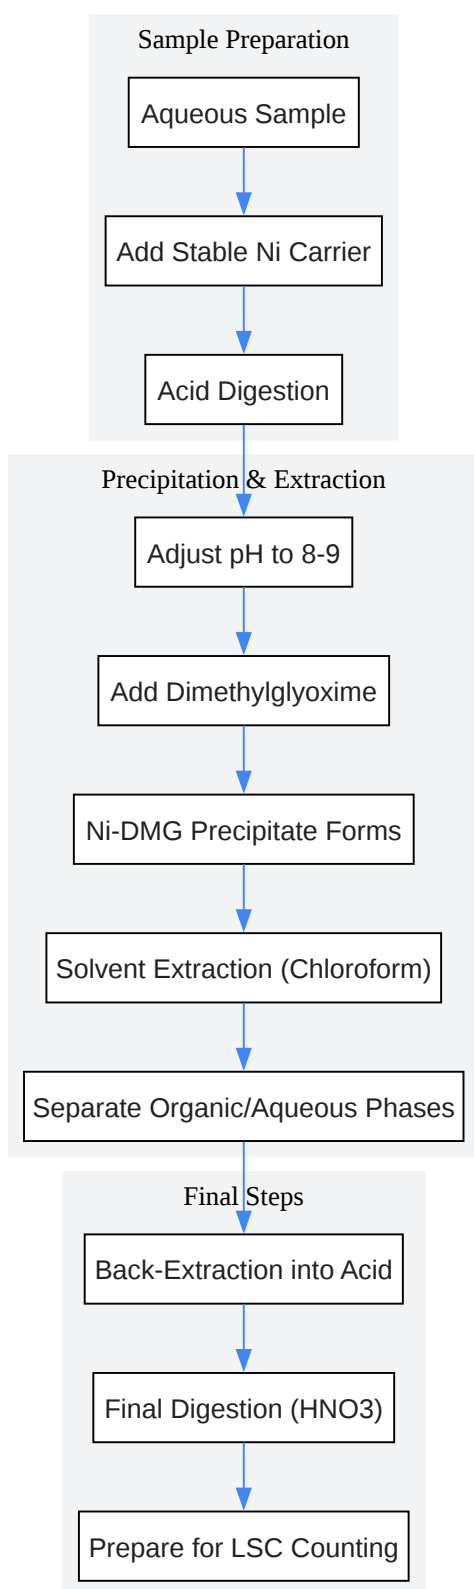 Sample Preparation
Aqueous Sample
Add Stable Ni Carrier
Acid Digestion
Precipitation & Extraction
Adjust pH to 8-9
Add Dimethylglyoxime
Ni-DMG Precipitate Forms
Solvent Extraction (Chloroform)
Separate Organic/Aqueous Phases
Final Steps
Back-Extraction into Acid
Final Digestion (HNO3)
Prepare for LSC Counting